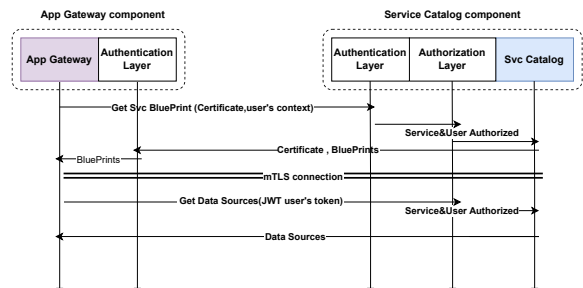 App Gateway component
Service Catalog component
App Gateway
Authentication
Layer
Authentication
Layer
Authorization
Layer
Svc Catalog
Get Svc BluePrint (Certificate,user's context)
Service&User Authorized
Certificate , BluePrints
BluePrints
mTLS connection
Get Data Sources(JWT user's token)
Service&User Authorized
Data Sources